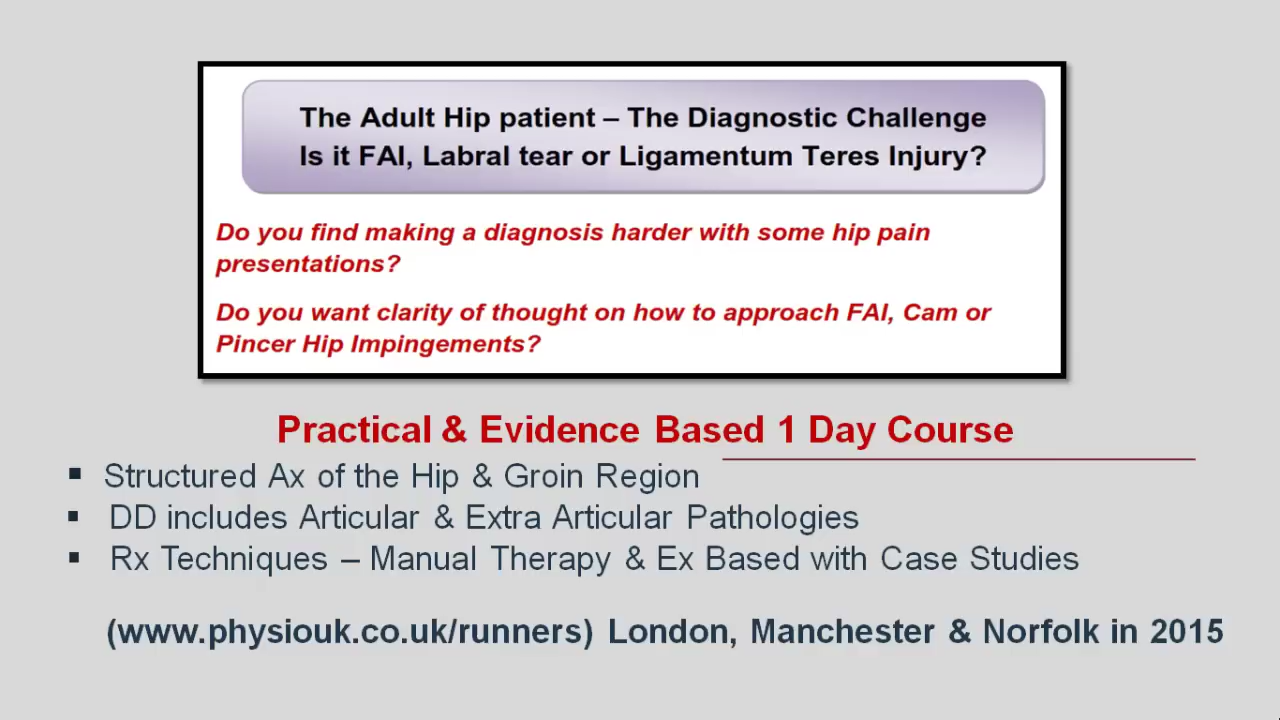 The Adult Hip patient – The Diagnostic Challenge
Is it FAI, Labral tear or Ligamentum Teres Injury?
Do you find making a diagnosis harder with some hip pain
presentations?
Do you want clarity of thought on how to approach FAI, Cam or
Pincer Hip Impingements?
Practical & Evidence Based 1 Day Course
▪ Structured Ax of the Hip & Groin Region
▪ DD includes Articular & Extra Articular Pathologies
▪ Rx Techniques – Manual Therapy & Ex Based with Case Studies
(www.physiouk.co.uk/runners) London, Manchester & Norfolk in 2015